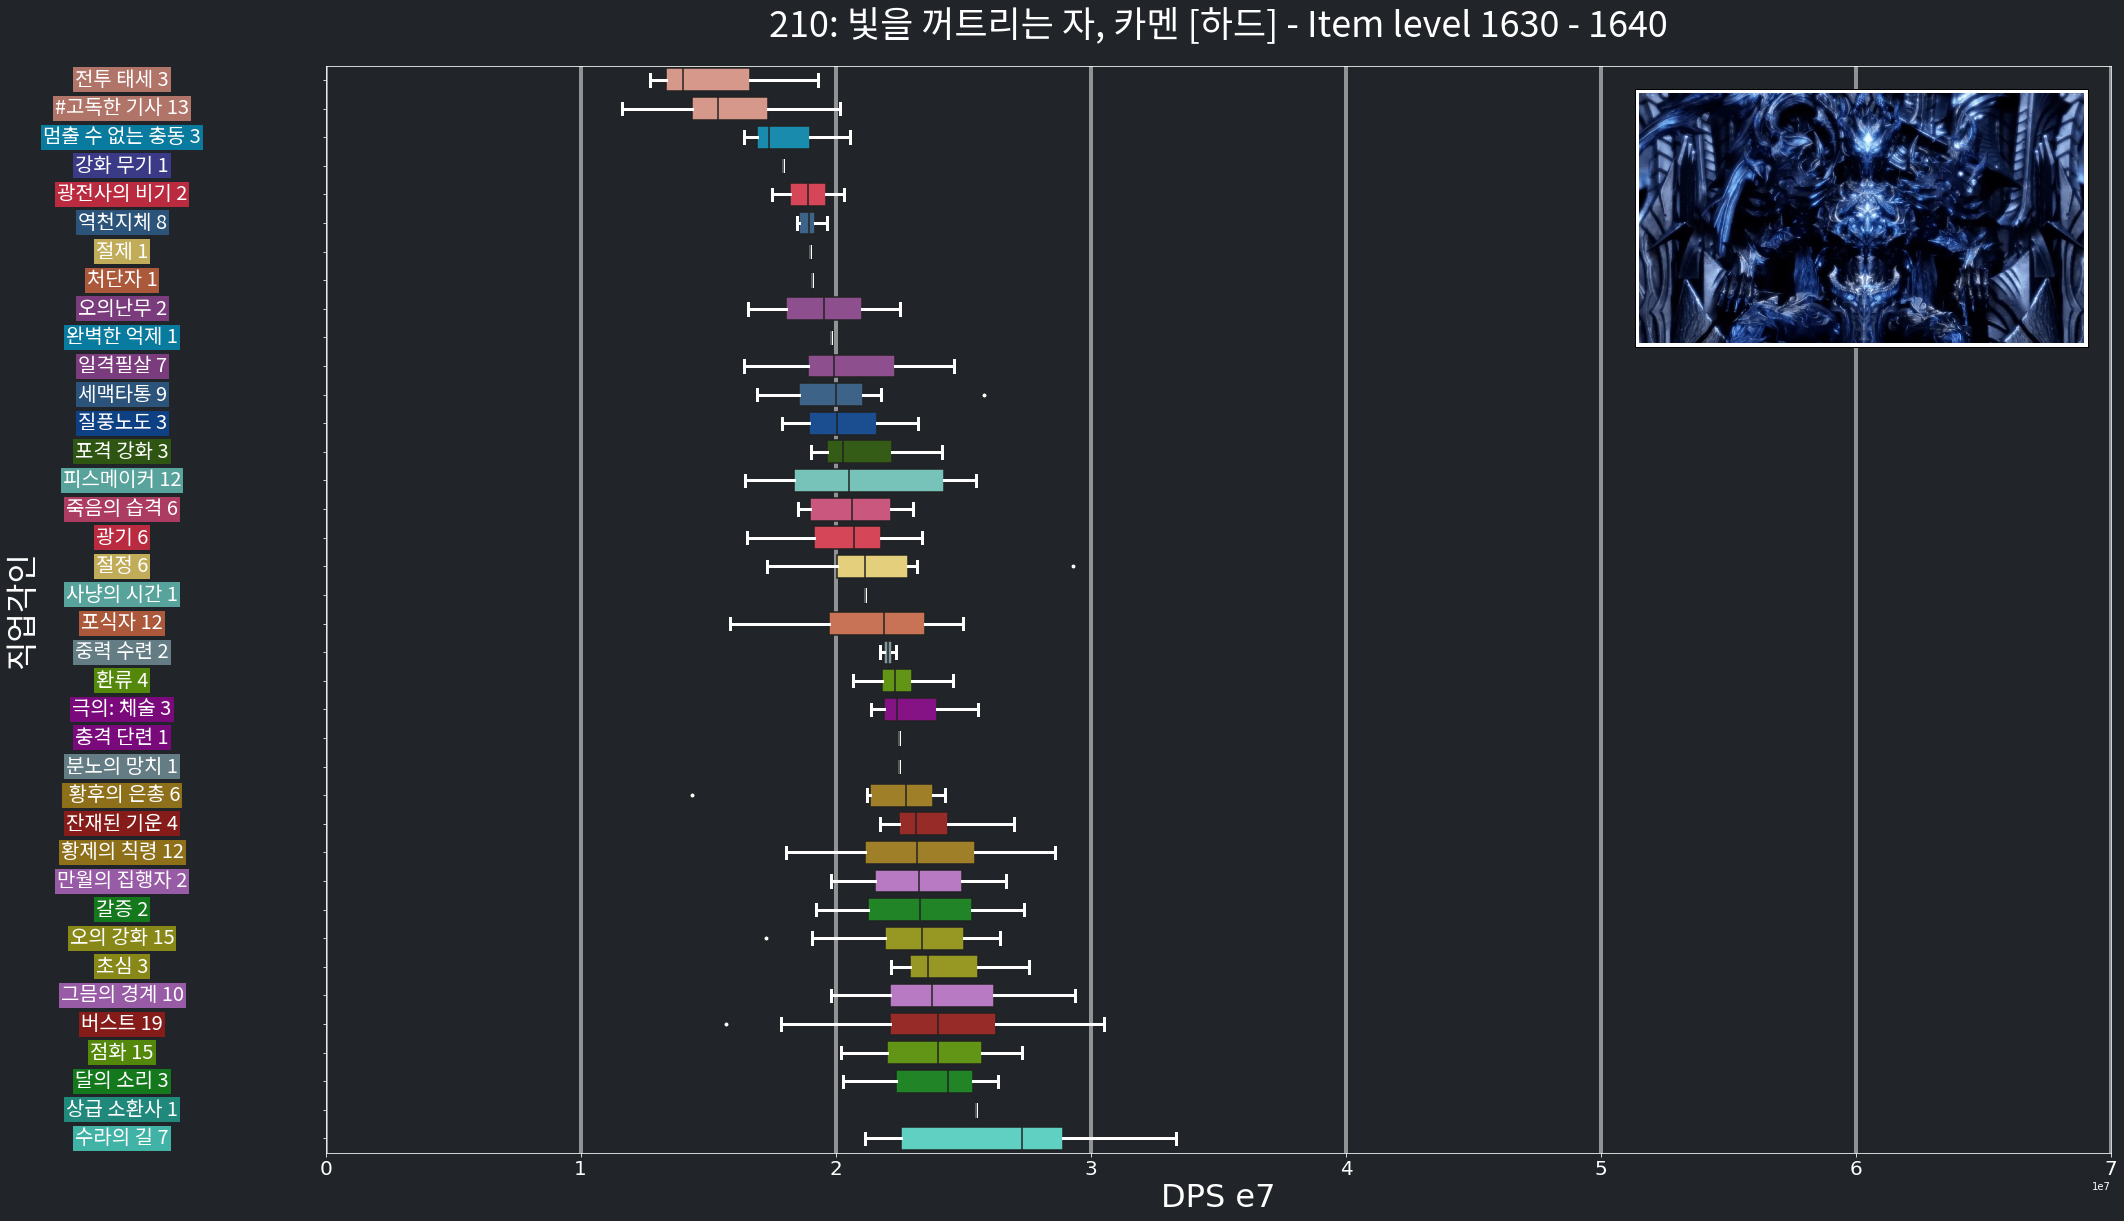 210: 빛을 꺼트리는 자, 카멘 [하드] - Item level 1630 - 1640
전투 태세 3
#고독한 기사 13
멈출 수 없는 충동 3
강화 무기 1
광전사의 비기 2
역천지체 8
절제 1
처단자 1
오의난무 2
완벽한 억제 1
일격필살 7
세맥타통 9
질풍노도 3
포격 강화 3
피스메이커 12
죽음의 습격 6
광기 6
절정 6
사냥의 시간 1
포식자 12
중력 수련 2
환류 4
극의: 체술 3
충격 단련 1
분노의 망치 1
황후의 은총 6
잔재된 기운 4
황제의 칙령 12
만월의 집행자 2
갈증 2
오의 강화 15
초심 3
그믐의 경계 10
버스트 19
점화 15
달의 소리 3
상급 소환사 1
수라의 길 7
직업각인
0 1 2 3 4 5 6 7
1e7
DPS e7